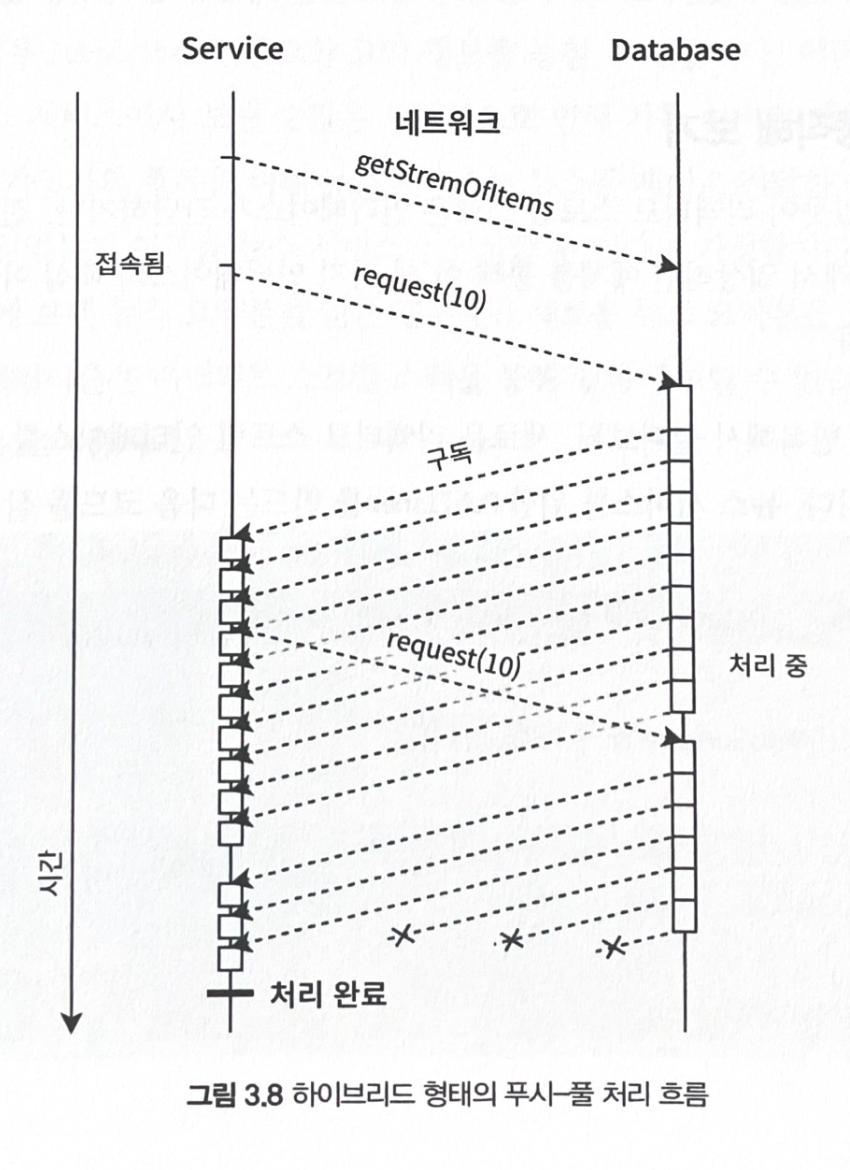 Service
Database
네트워크
getStremOfItems
접속됨
request(10)
구독
request(10)
처리 중
시간
처리 완료
그림 3.8 하이브리드 형태의 푸시-풀 처리 흐름